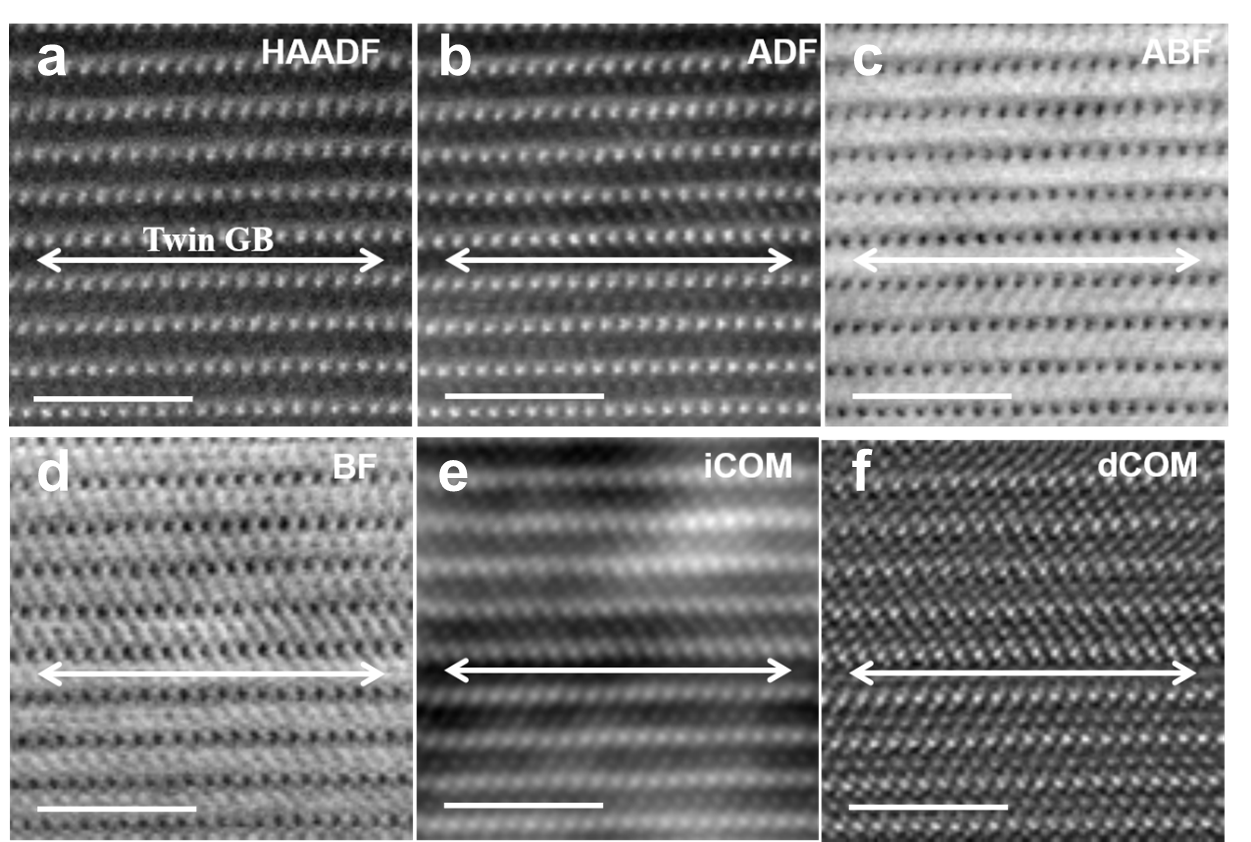 a HAADF
b ADF
c ABF
Twin GB
d BF
e iCOM
f dCOM